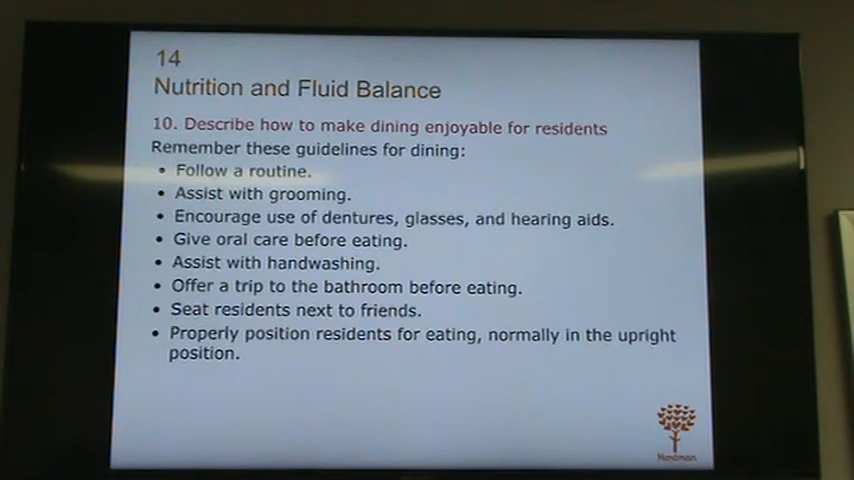 14
Nutrition and Fluid Balance
10. Describe how to make dining enjoyable for residents
Remember these guidelines for dining:
• Follow a routine.
• Assist with grooming.
• Encourage use of dentures, glasses, and hearing aids.
• Give oral care before eating.
• Assist with handwashing.
• Offer a trip to the bathroom before eating.
• Seat residents next to friends.
• Properly position residents for eating, normally in the upright
position.
Hartman